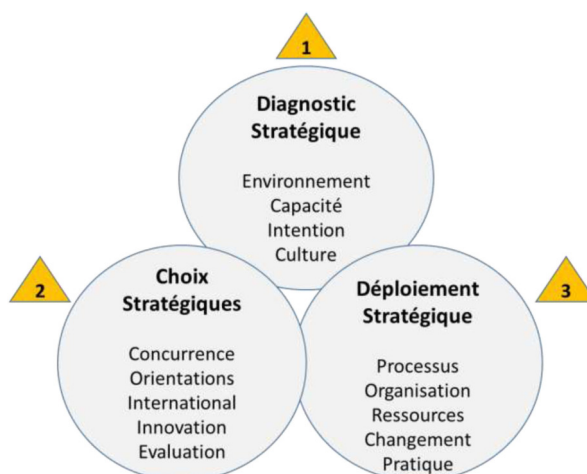 1
Diagnostic
Stratégique
Environnement
Capacité
Intention
Culture
2
Choix
Stratégiques
Concurrence
Orientations
International
Innovation
Evaluation
3
Déploiement
Stratégique
Processus
Organisation
Ressources
Changement
Pratique